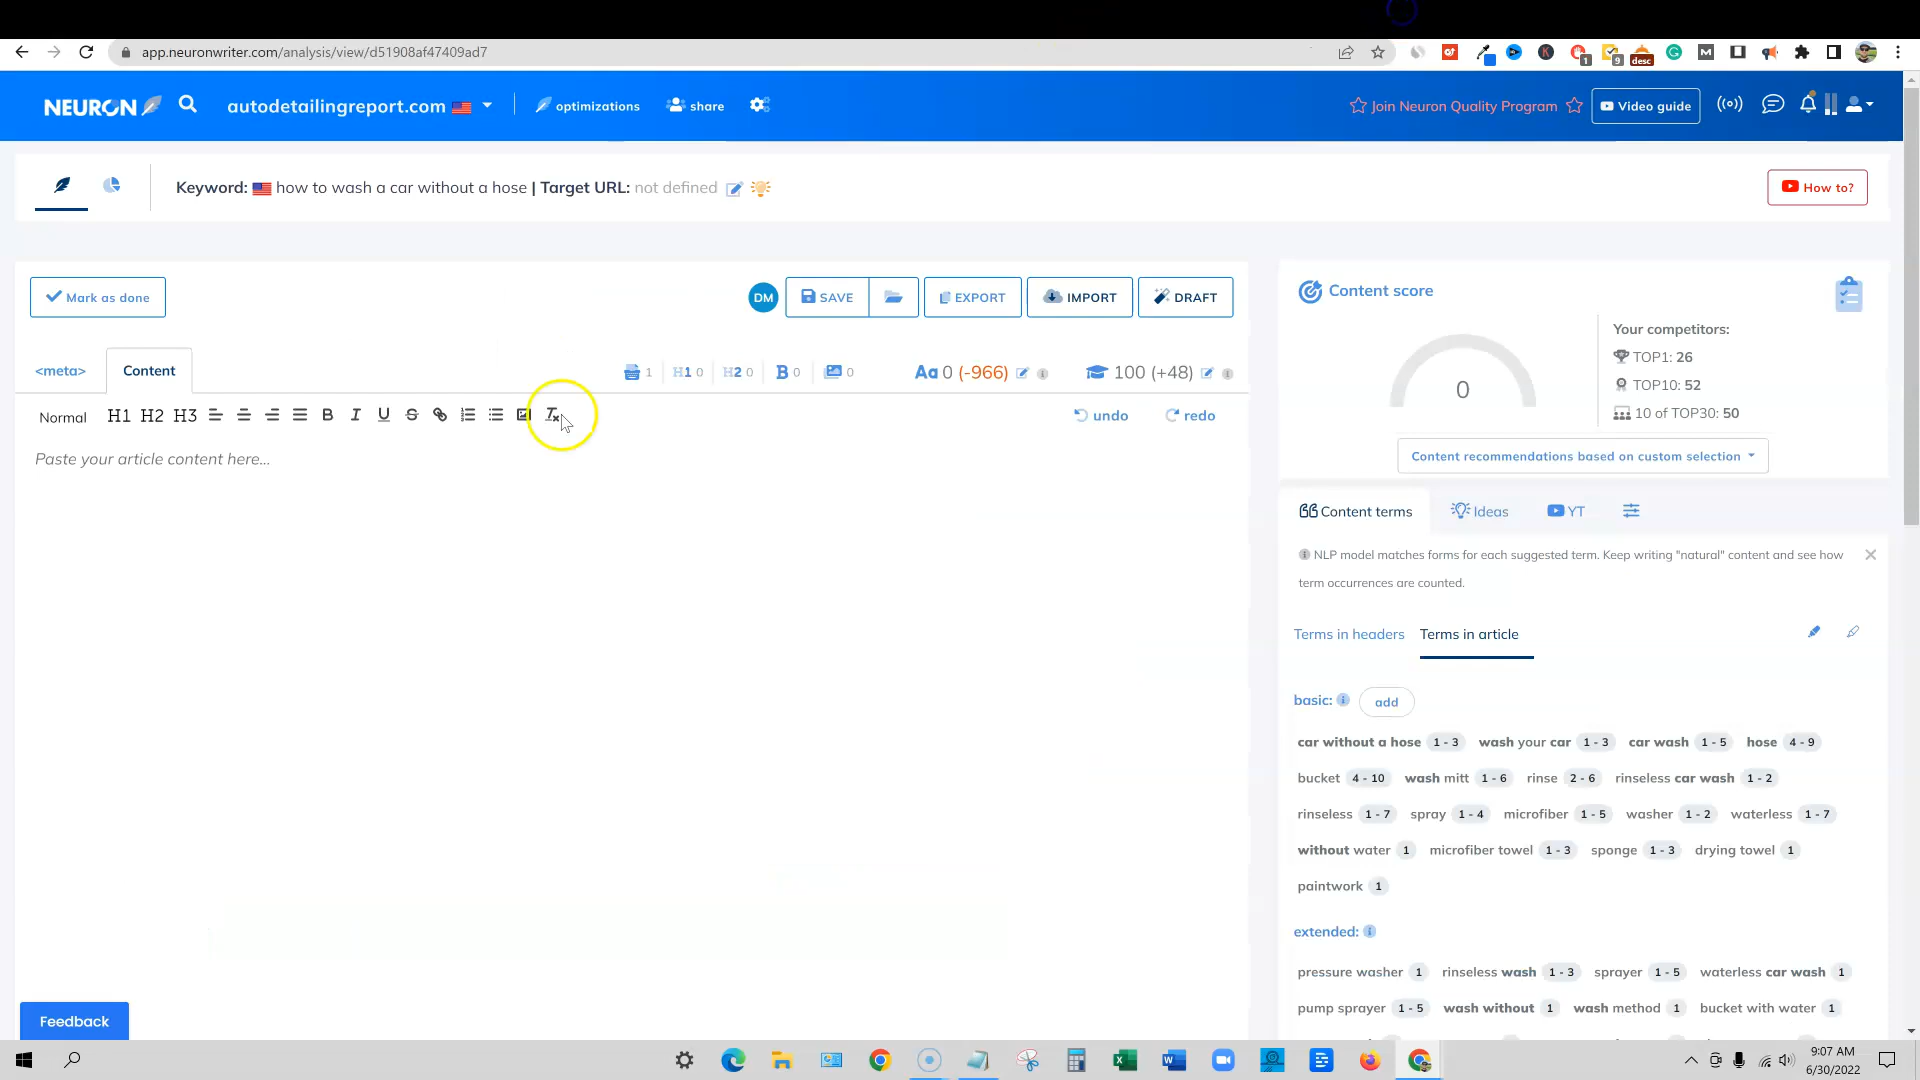 app.neuronwriter.com/analysis/view/d51908af47409ad7
1
9
desc
NEURON autodetailingreport.com optimizations share Join Neuron Quality Program Video guide
Keyword: how to wash a car without a hose | Target URL: not defined How to?
Mark as done DM SAVE EXPORT IMPORT DRAFT
<meta> Content 1 H1 0 H2 0 B 0 0 Aa 0 (-966) 100 (+48)
Normal H1 H2 H3 B I U S undo redo
Paste your article content here...
Feedback
Content score
0
Your competitors:
TOP1: 26
TOP10: 52
10 of TOP30: 50
Content recommendations based on custom selection
Content terms Ideas YT
NLP model matches forms for each suggested term. Keep writing "natural" content and see how
term occurrences are counted.
Terms in headers Terms in article
basic: add
car without a hose 1 - 3 wash your car 1 - 3 car wash 1 - 5 hose 4 - 9
bucket 4 - 10 wash mitt 1 - 6 rinse 2 - 6 rinseless car wash 1 - 2
rinseless 1 - 7 spray 1 - 4 microfiber 1 - 5 washer 1 - 2 waterless 1 - 7
without water 1 microfiber towel 1 - 3 sponge 1 - 3 drying towel 1
paintwork 1
extended:
pressure washer 1 rinseless wash 1 - 3 sprayer 1 - 5 waterless car wash 1
pump sprayer 1 - 5 wash without 1 wash method 1 bucket with water 1
9:07 AM
6/30/2022